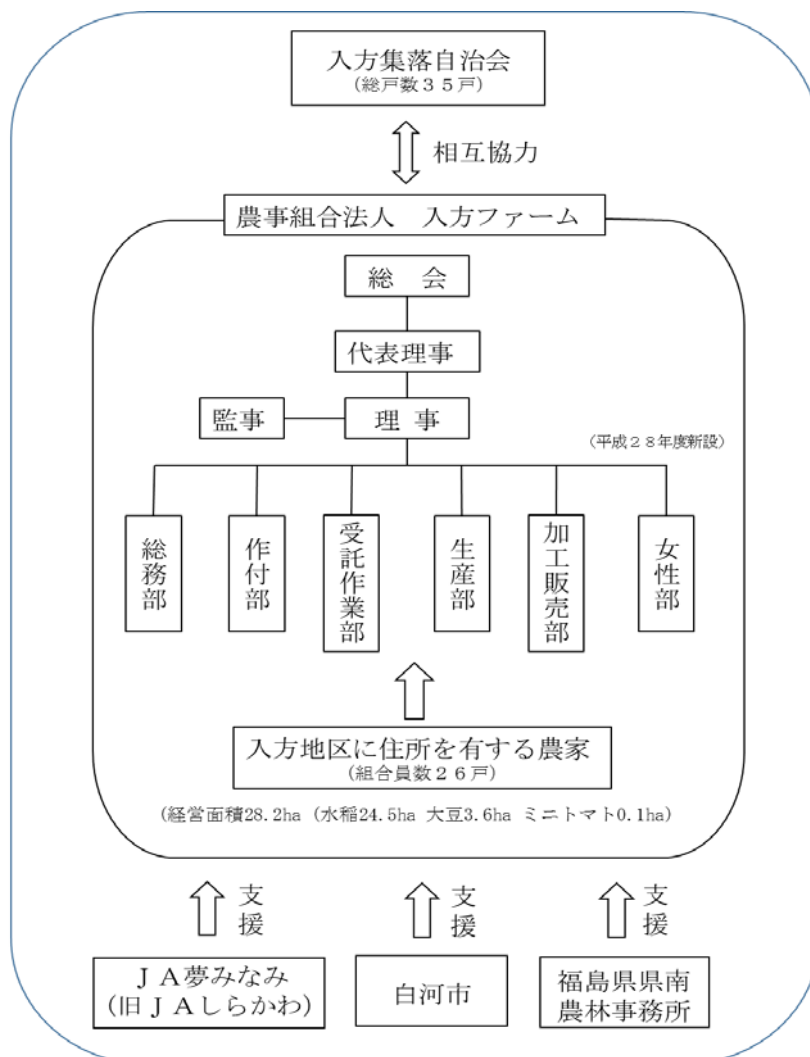 入方集落自治会
(総戸数３５戸)
相互協力
農事組合法人　入方ファーム
総　会
代表理事
監事
理 事
(平成２８年度新設)
総務部
作付部
受託作業部
生産部
加工販売部
女性部
入方地区に住所を有する農家
(組合員数２６戸)
(経営面積28.2ha (水稲24.5ha 大豆3.6ha ミニトマト0.1ha)
支援
支援
支援
ＪＡ夢みなみ
(旧ＪＡしらかわ)
白河市
福島県県南
農林事務所